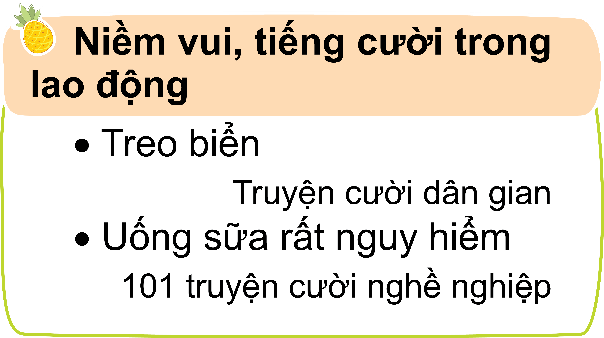 Niềm vui, tiếng cười trong
lao động
• Treo biển
Truyện cười dân gian
• Uống sữa rất nguy hiểm
101 truyện cười nghề nghiệp